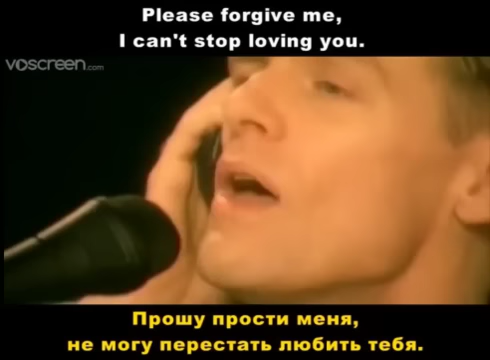 Please forgive me,
I can't stop loving you.
voscreen.com
Прошу прости меня,
не могу перестать любить тебя.